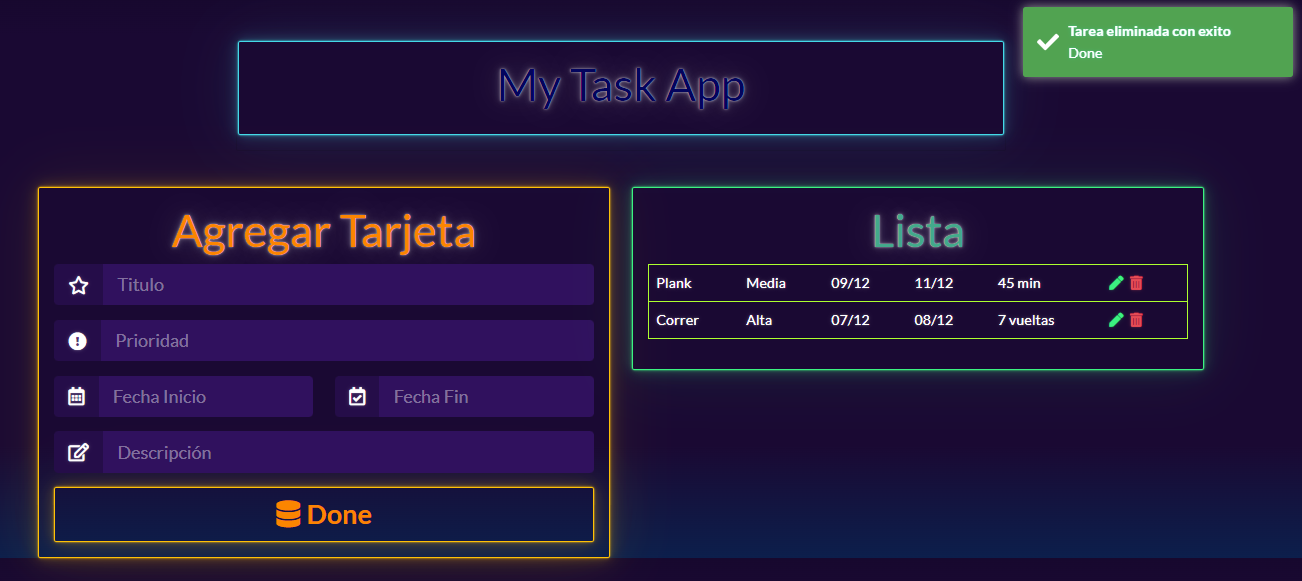 Tarea eliminada con exito
Done
My Task App
Agregar Tarjeta
Titulo
Prioridad
Fecha Inicio Fecha Fin
Descripción
Done
Lista
Plank Media 09/12 11/12 45 min
Correr Alta 07/12 08/12 7 vueltas